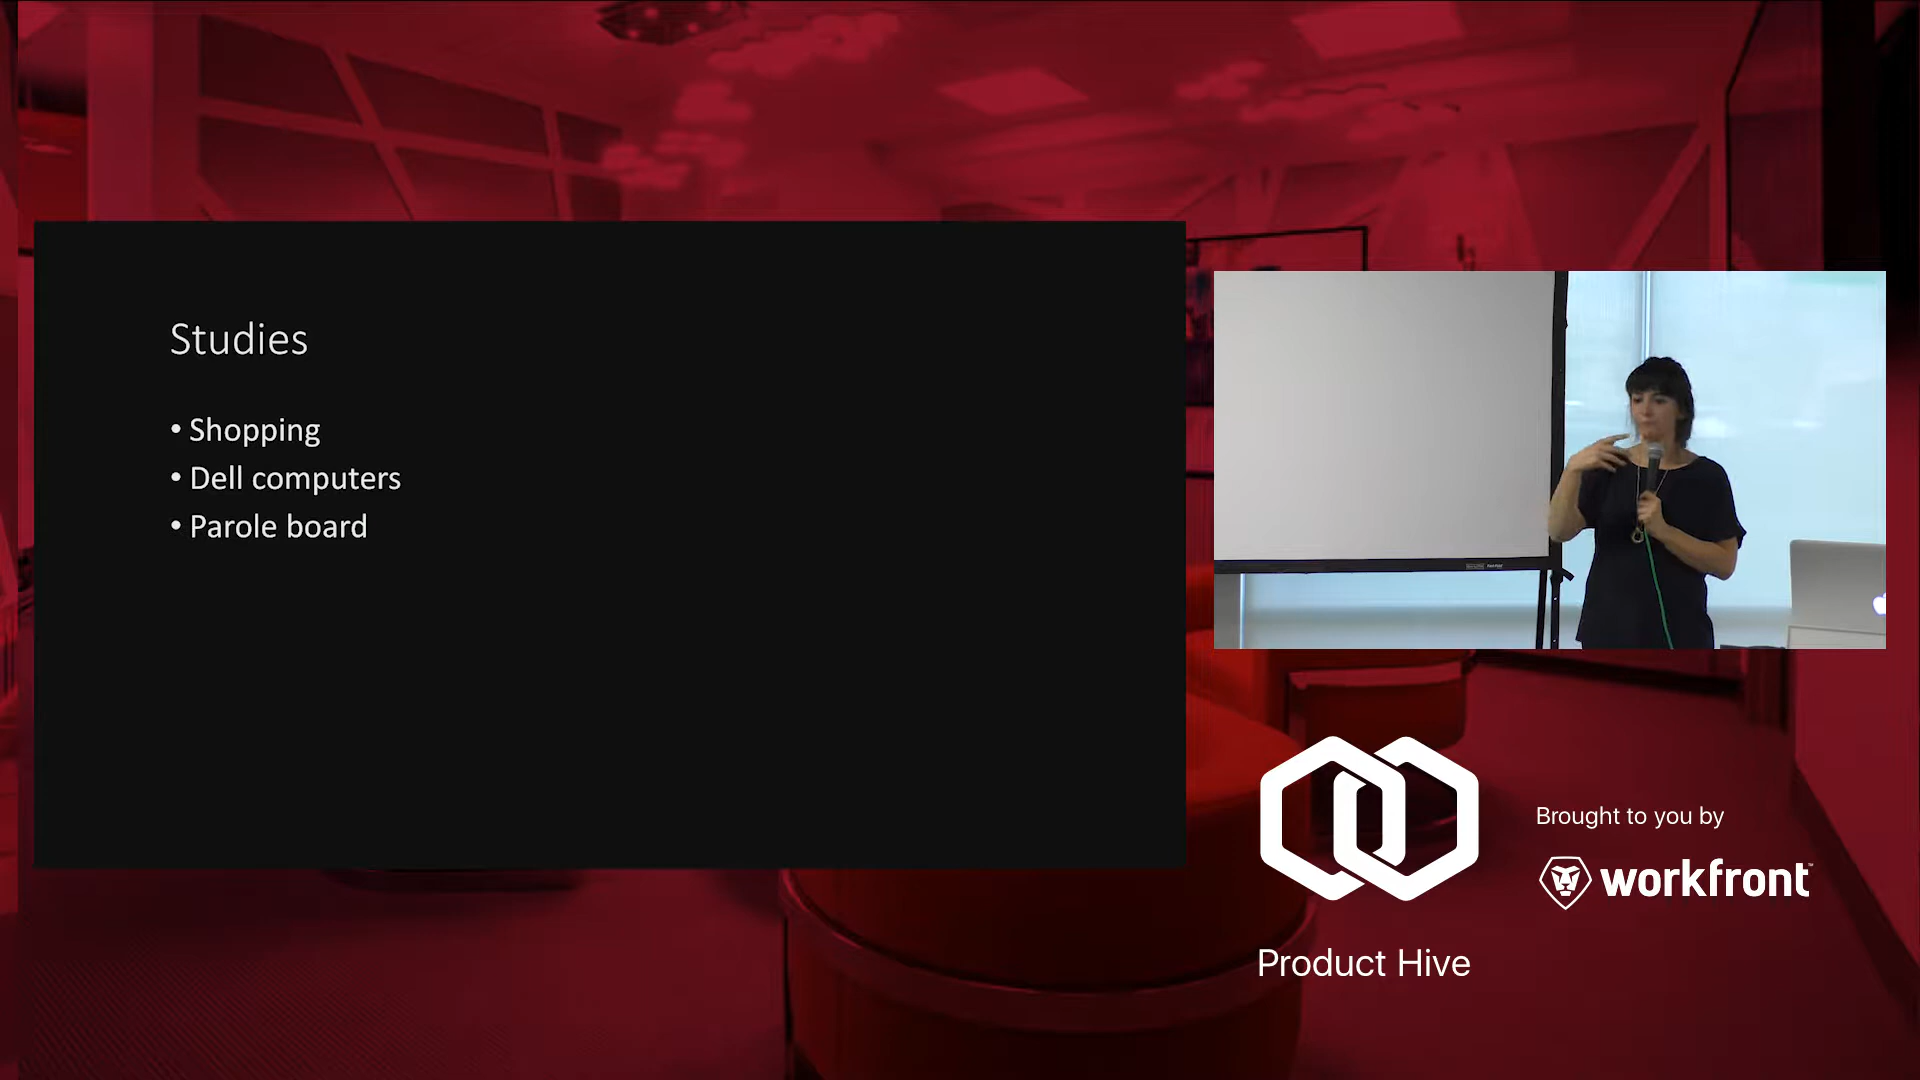 Studies
• Shopping
• Dell computers
• Parole board
Brought to you by
workfront
Product Hive